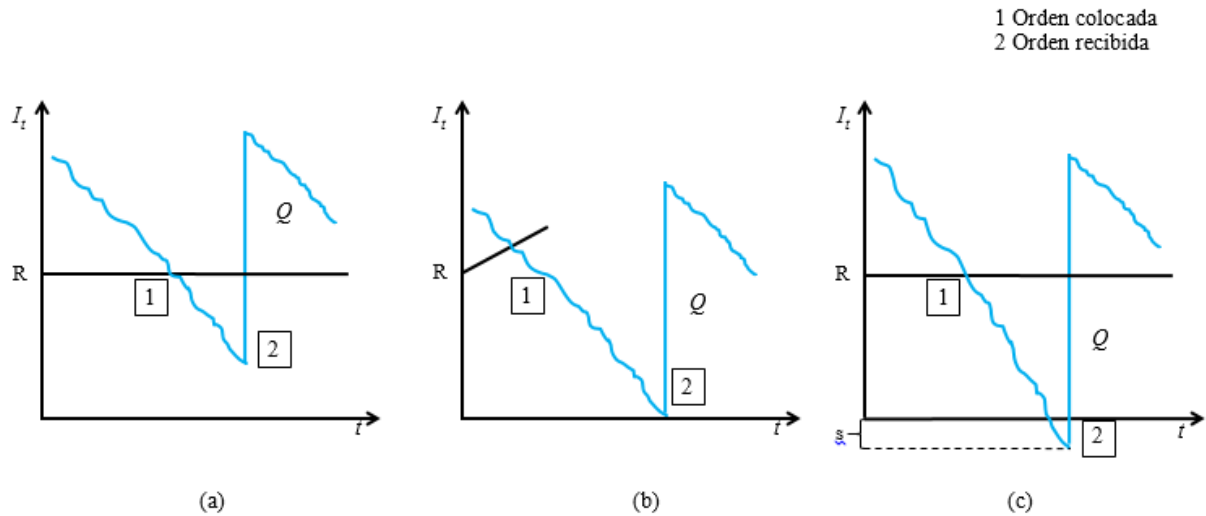 1 Orden colocada
2 Orden recibida
I_t
I_t
I_t
Q
Q
Q
R
R
R
1
1
1
2
2
2
s
t
t
t
(a)
(b)
(c)